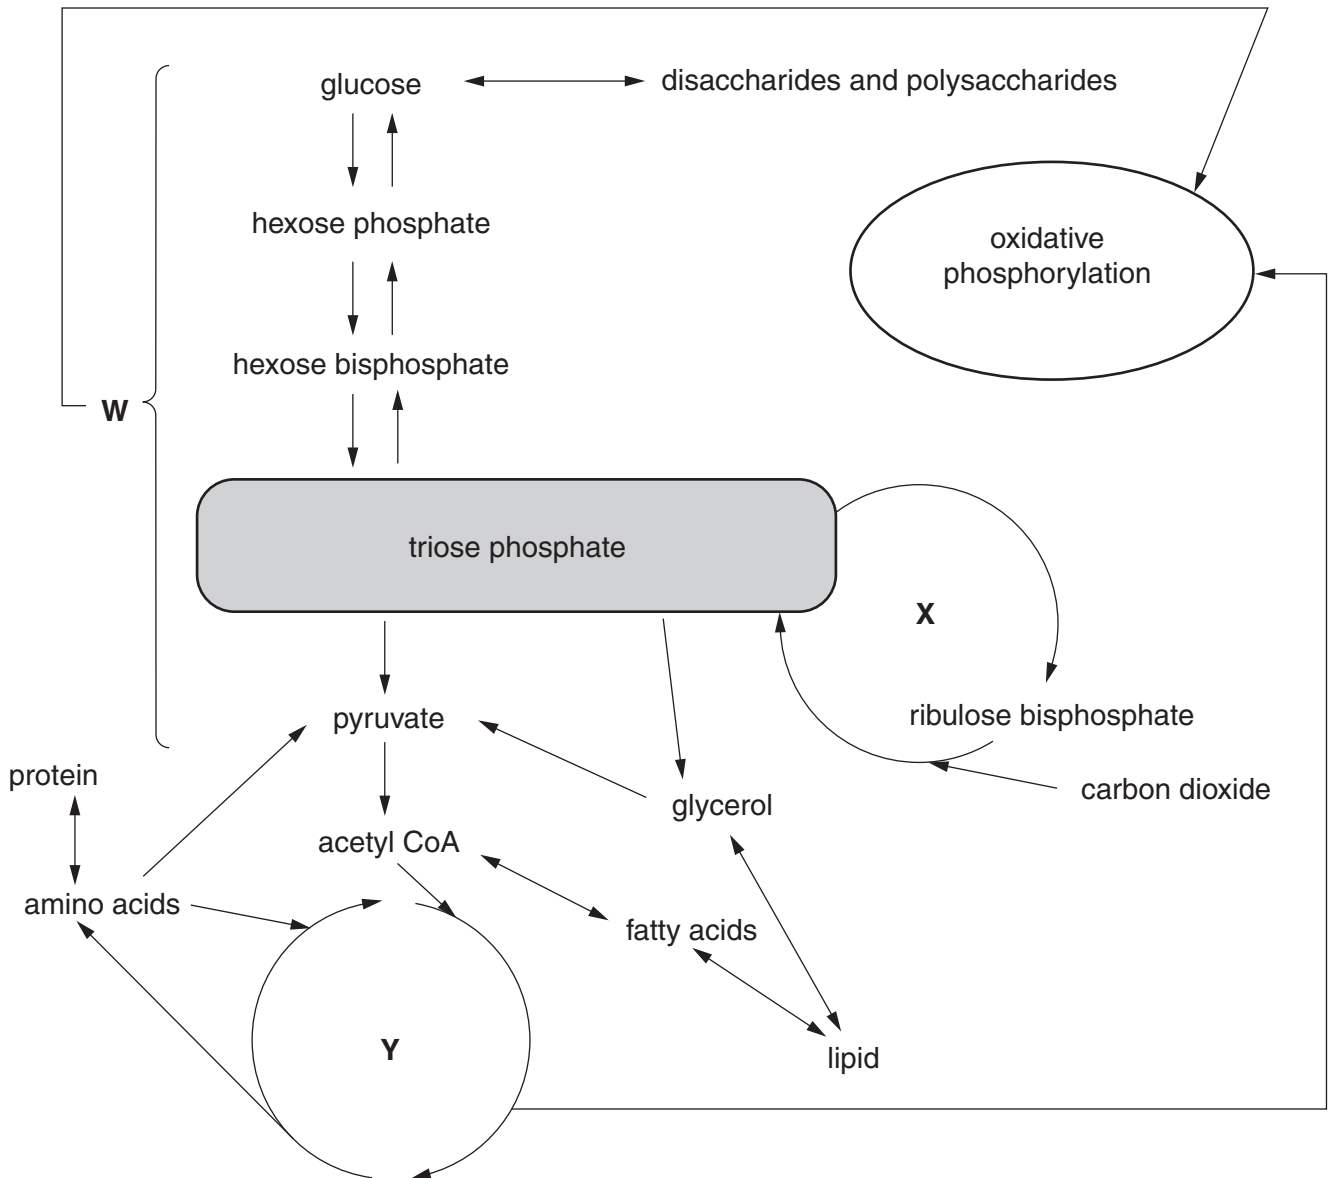 glucose
disaccharides and polysaccharides
hexose phosphate
oxidative
phosphorylation
hexose bisphosphate
W
triose phosphate
X
pyruvate
ribulose bisphosphate
protein
carbon dioxide
glycerol
acetyl CoA
amino acids
fatty acids
Y
lipid